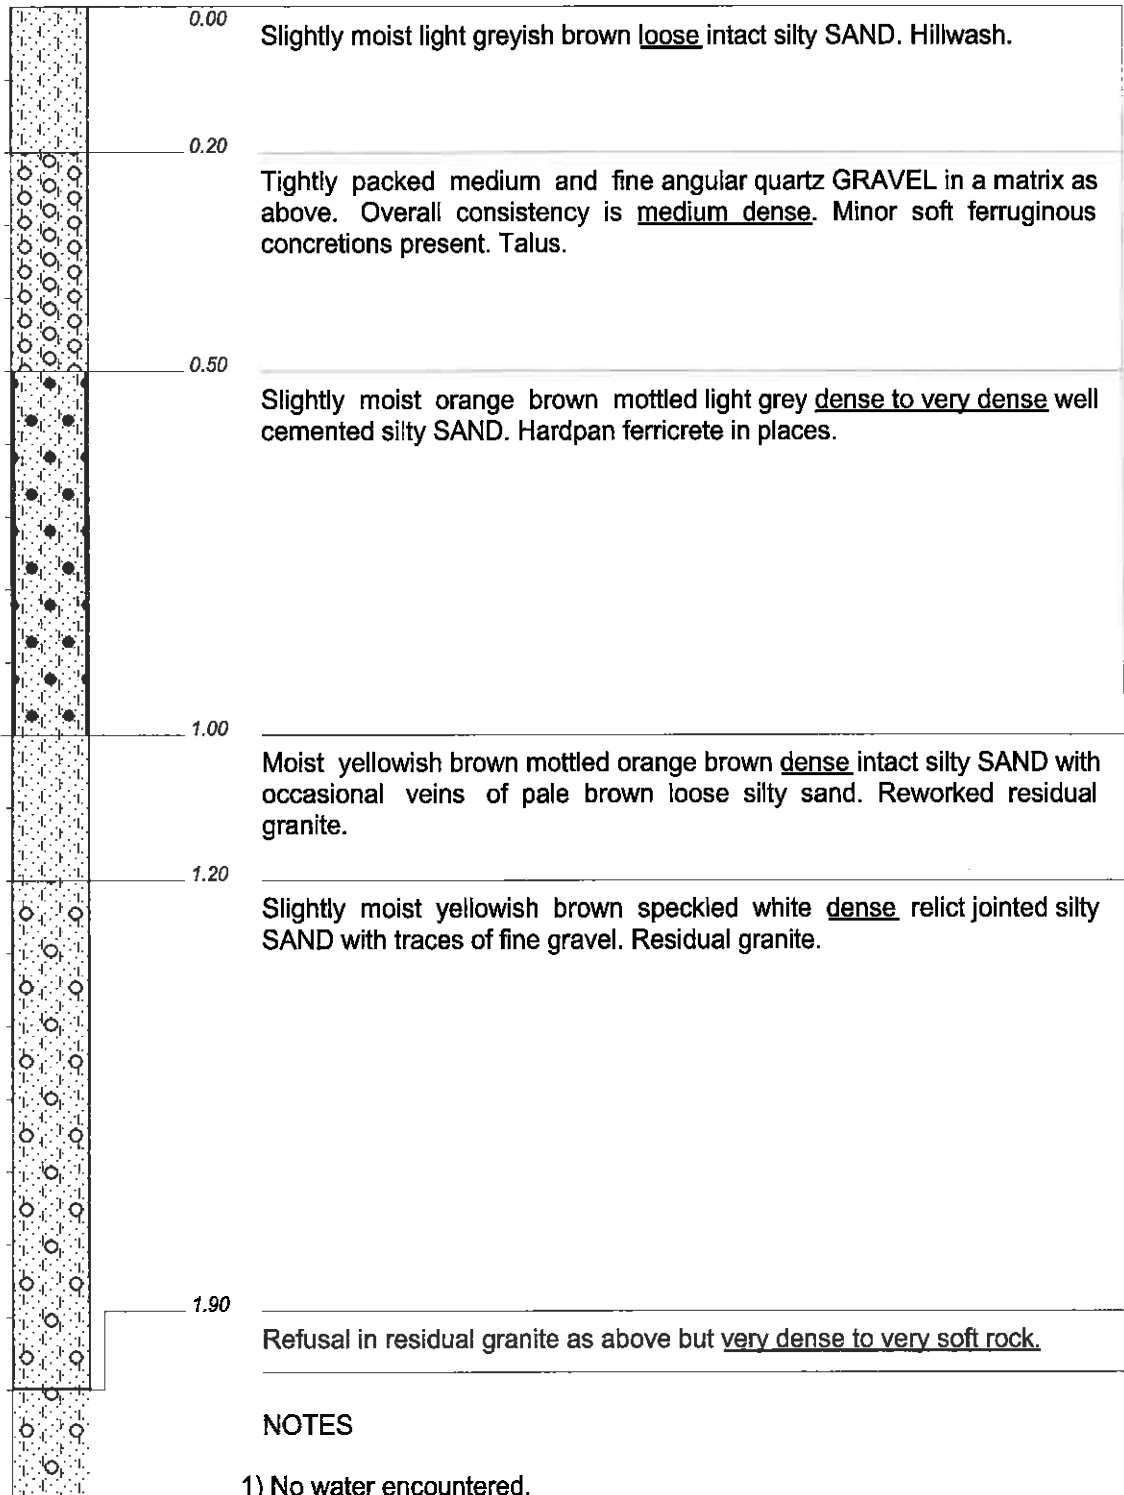 0.00
Slightly moist light greyish brown loose intact silty SAND. Hillwash.
0.20
Tightly packed medium and fine angular quartz GRAVEL in a matrix as
above. Overall consistency is medium dense. Minor soft ferruginous
concretions present. Talus.
0.50
Slightly moist orange brown mottled light grey dense to very dense well
cemented silty SAND. Hardpan ferricrete in places.
1.00
Moist yellowish brown mottled orange brown dense intact silty SAND with
occasional veins of pale brown loose silty sand. Reworked residual
granite.
1.20
Slightly moist yellowish brown speckled white dense relict jointed silty
SAND with traces of fine gravel. Residual granite.
1.90
Refusal in residual granite as above but very dense to very soft rock.
NOTES
1) No water encountered.